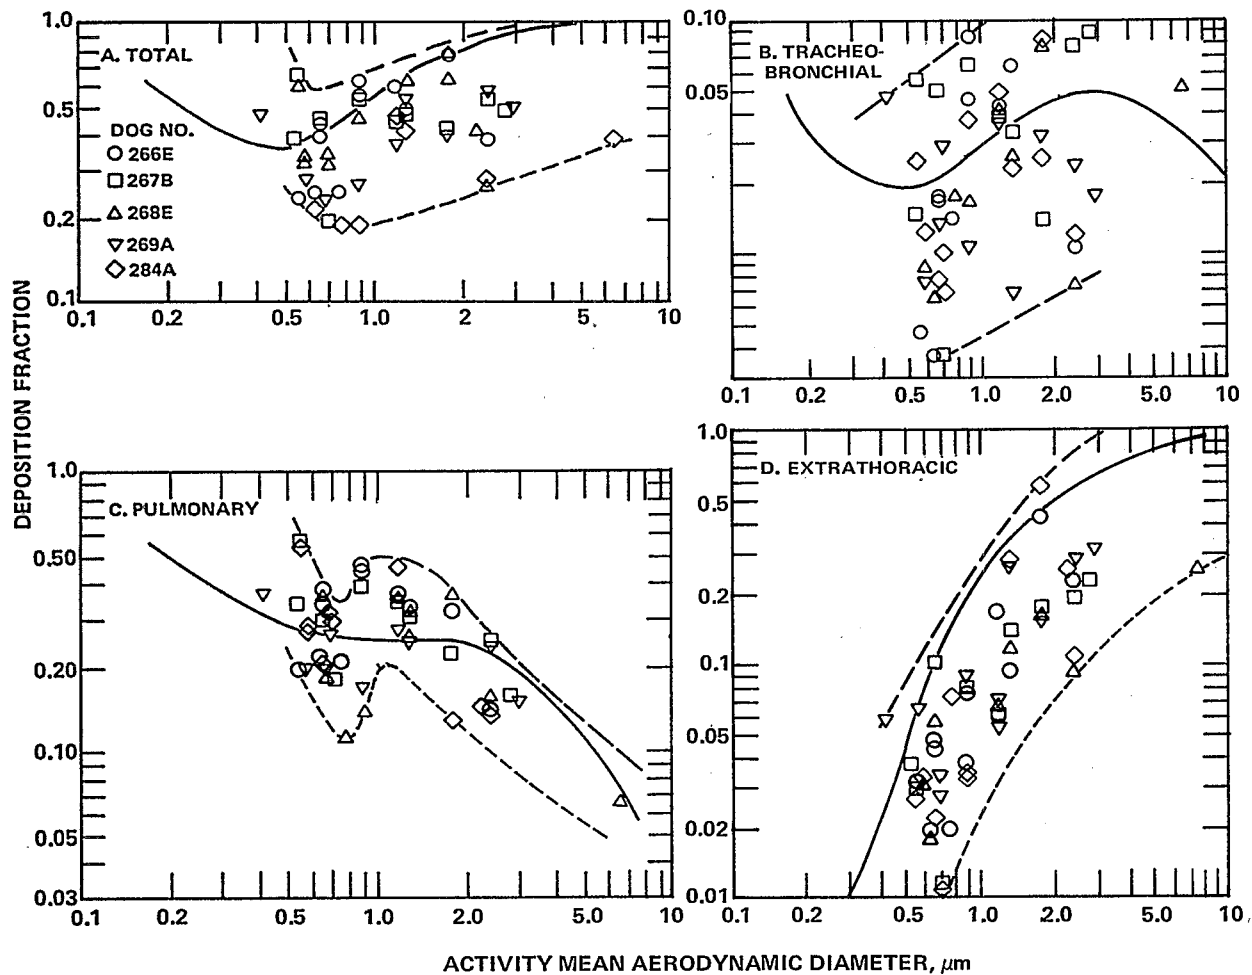 DEPOSITION FRACTION
1.0
0.5
0.2
0.1
A. TOTAL
DOG NO.
266E
267B
268E
269A
284A
0.1 0.2 0.5 1.0 2 5 10
0.10
0.05
B. TRACHEO-
BRONCHIAL
0.1 0.5 1.0 2.0 5.0 10
1.0
0.50
0.20
0.10
0.05
0.03
C. PULMONARY
0.1 0.2 0.5 1.0 2.0 5.0 10
1.0
0.5
0.2
0.1
0.05
0.02
0.01
D. EXTRATHORACIC
0.1 0.2 0.5 1.0 2.0 5.0 10
ACTIVITY MEAN AERODYNAMIC DIAMETER, μm